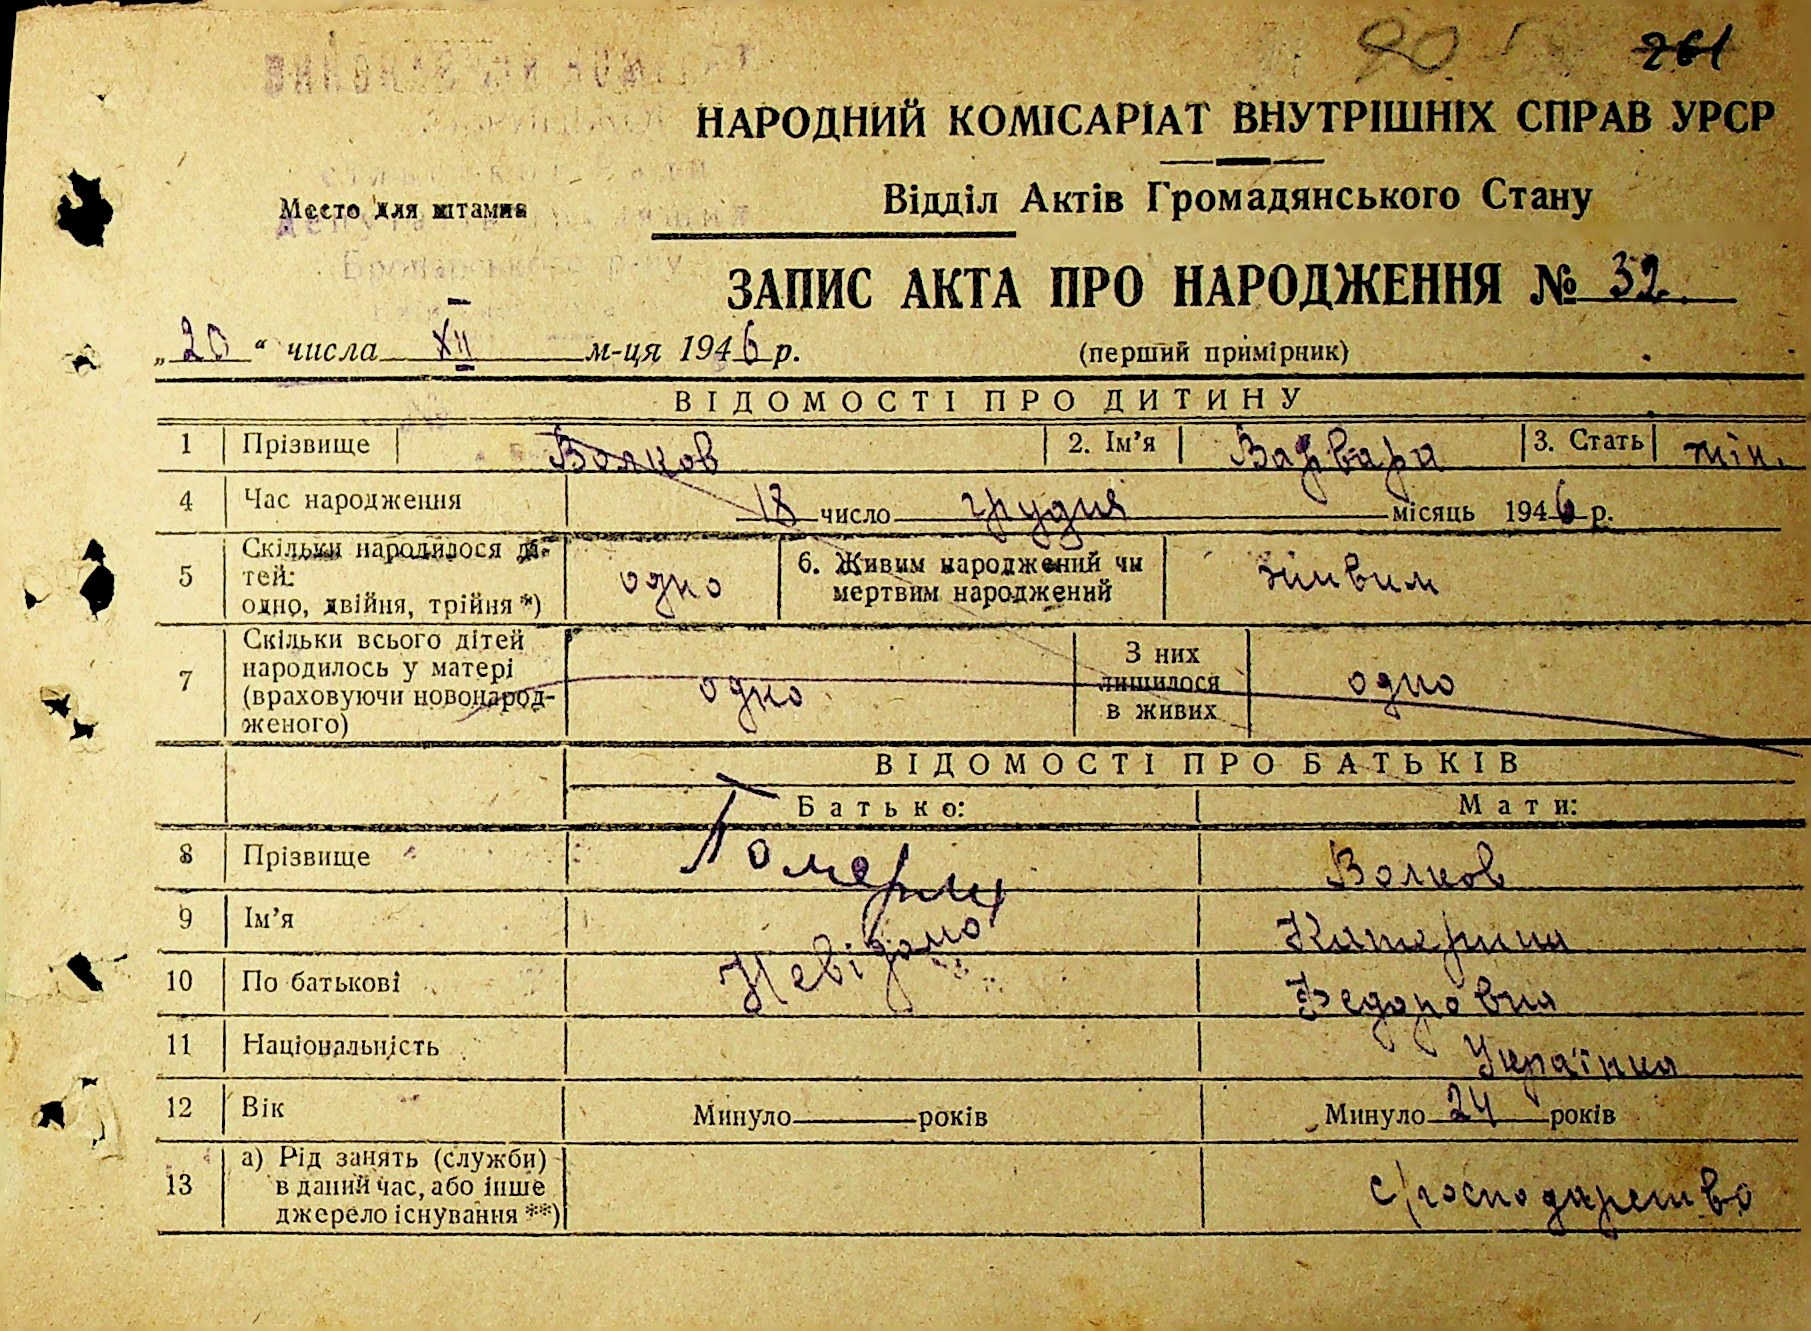 90
261
НАРОДНИЙ КОМІСАРІАТ ВНУТРІШНІХ СПРАВ УРСР
Место для штампа
Відділ Актів Громадянського Стану
ЗАПИС АКТА ПРО НАРОДЖЕННЯ № 32
„20“ числа XII м-ця 1946 р. (перший примірник)
ВІДОМОСТІ ПРО ДИТИНУ
1 Прізвище Волков 2. Ім'я Варвара 3. Стать жін.
4 Час народження 18 число грудня місяць 1946 р.
5 Скільки народилося дітей: одно, двійня, трійня *) одно 6. Живим народжений чи мертвим народжений живим
7 Скільки всього дітей народилось у матері (враховуючи новонародженого) одно З них лишилося в живих одно
ВІДОМОСТІ ПРО БАТЬКІВ
Батько: Мати:
Померлу
8 Прізвище Волков
9 Ім'я Невідомо Катерина
10 По батькові Федоровня
11 Національність Українка
12 Вік Минуло років Минуло 24 років
13 а) Рід занять (служби) в даний час, або інше джерело існування **) с/господарство